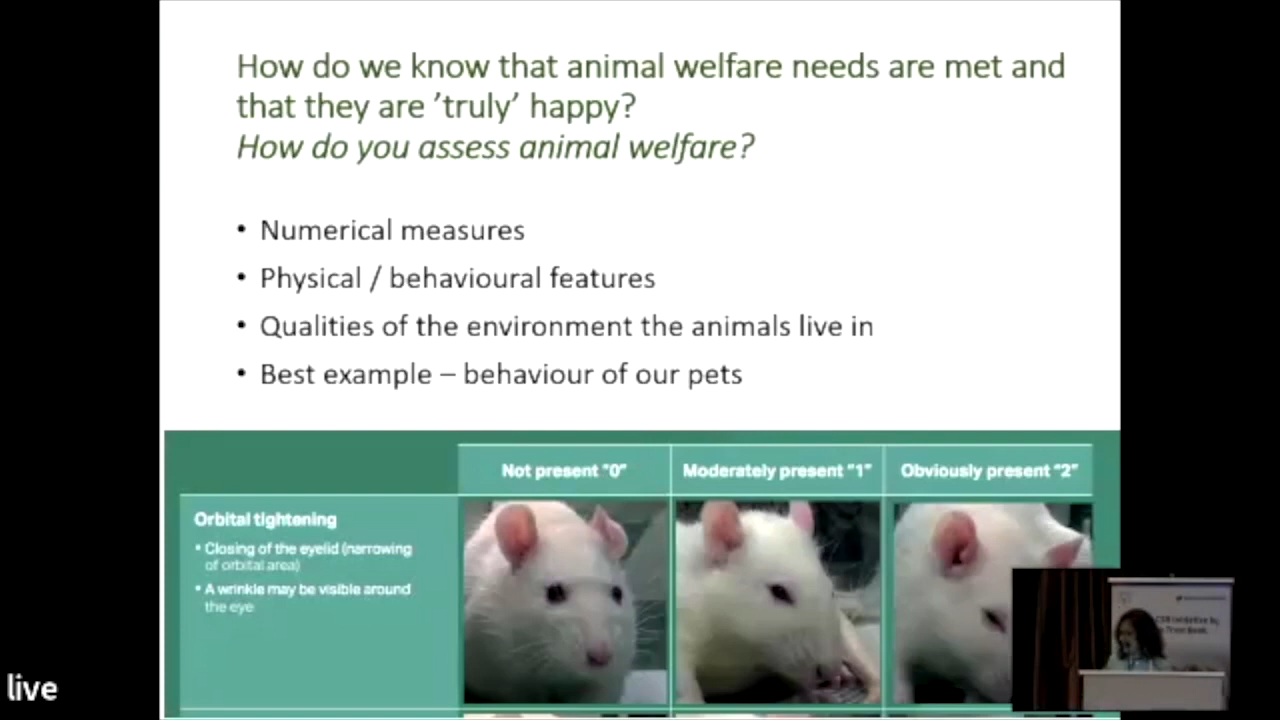 How do we know that animal welfare needs are met and
that they are ’truly’ happy?
How do you assess animal welfare?
• Numerical measures
• Physical / behavioural features
• Qualities of the environment the animals live in
• Best example – behaviour of our pets
Not present "0"
Moderately present "1"
Obviously present "2"
Orbital tightening
• Closing of the eyelid (narrowing
of orbital area)
• A wrinkle may be visible around
the eye
live